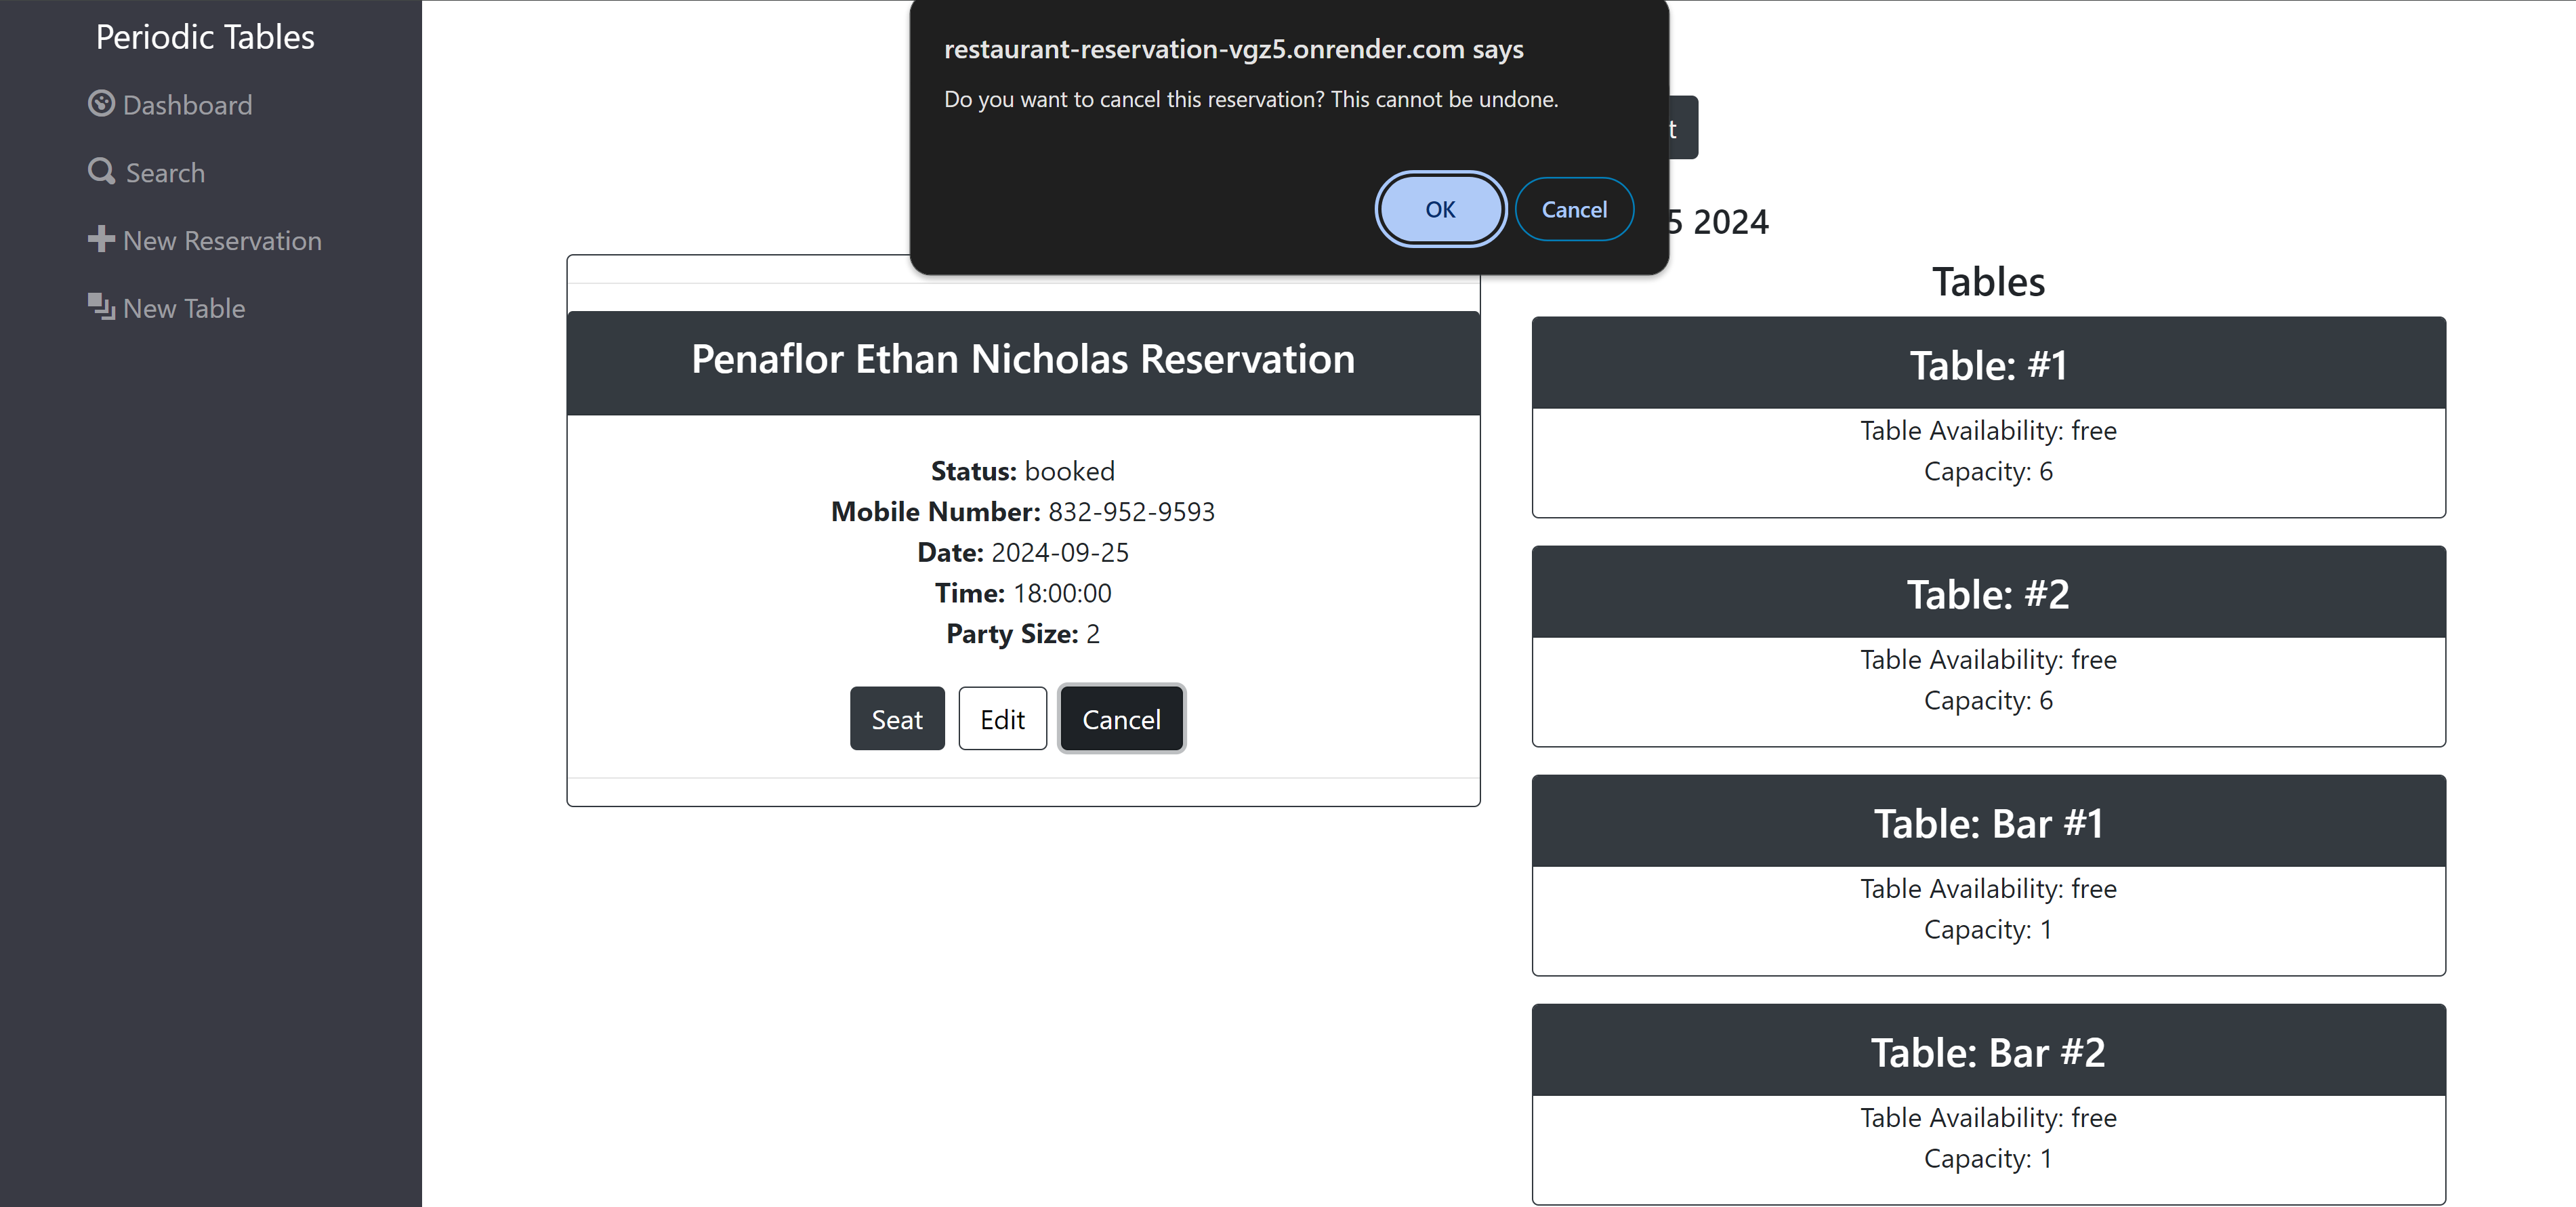 Periodic Tables
Dashboard
Search
New Reservation
New Table
restaurant-reservation-vgz5.onrender.com says
Do you want to cancel this reservation? This cannot be undone.
OK
Cancel
t
5 2024
Penaflor Ethan Nicholas Reservation
Status: booked
Mobile Number: 832-952-9593
Date: 2024-09-25
Time: 18:00:00
Party Size: 2
Seat
Edit
Cancel
Tables
Table: #1
Table Availability: free
Capacity: 6
Table: #2
Table Availability: free
Capacity: 6
Table: Bar #1
Table Availability: free
Capacity: 1
Table: Bar #2
Table Availability: free
Capacity: 1